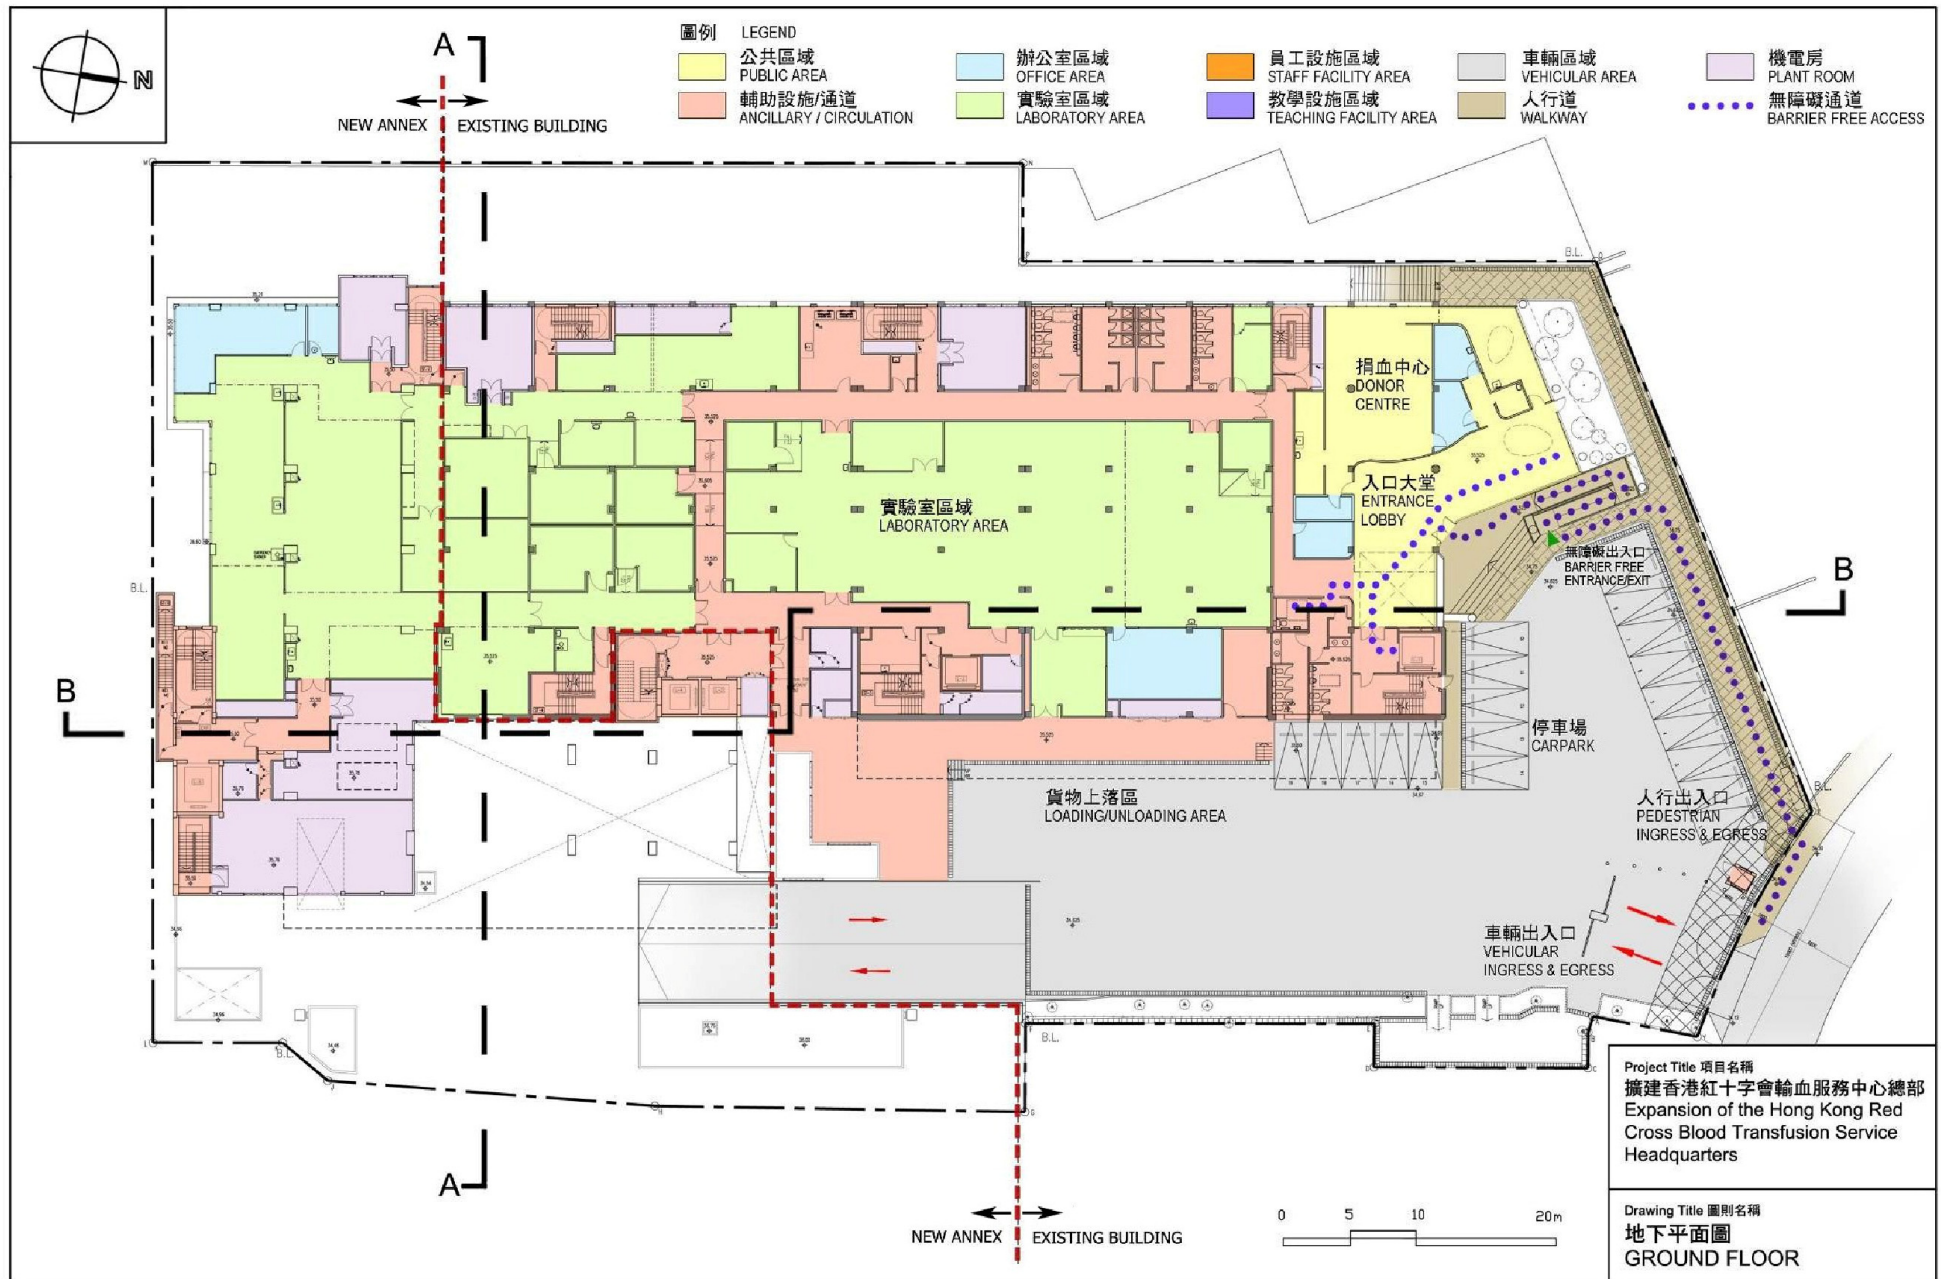 圖例 LEGEND
公共區域
PUBLIC AREA
輔助設施/通道
ANCILLARY / CIRCULATION
辦公室區域
OFFICE AREA
實驗室區域
LABORATORY AREA
員工設施區域
STAFF FACILITY AREA
教學設施區域
TEACHING FACILITY AREA
車輛區域
VEHICULAR AREA
人行道
WALKWAY
機電房
PLANT ROOM
無障礙通道
BARRIER FREE ACCESS
N
A
NEW ANNEX
EXISTING BUILDING
B.L.
捐血中心
DONOR
CENTRE
入口大堂
ENTRANCE
LOBBY
實驗室區域
LABORATORY AREA
無障礙出入口
BARRIER FREE
ENTRANCE/EXIT
B.L.
B
B
停車場
CARPARK
貨物上落區
LOADING/UNLOADING AREA
人行出入口
PEDESTRIAN
INGRESS & EGRESS
B.L.
車輛出入口
VEHICULAR
INGRESS & EGRESS
B.L.
B.L.
A
NEW ANNEX
EXISTING BUILDING
0 5 10 20m
Project Title 項目名稱
擴建香港紅十字會輸血服務中心總部
Expansion of the Hong Kong Red
Cross Blood Transfusion Service
Headquarters
Drawing Title 圖則名稱
地下平面圖
GROUND FLOOR